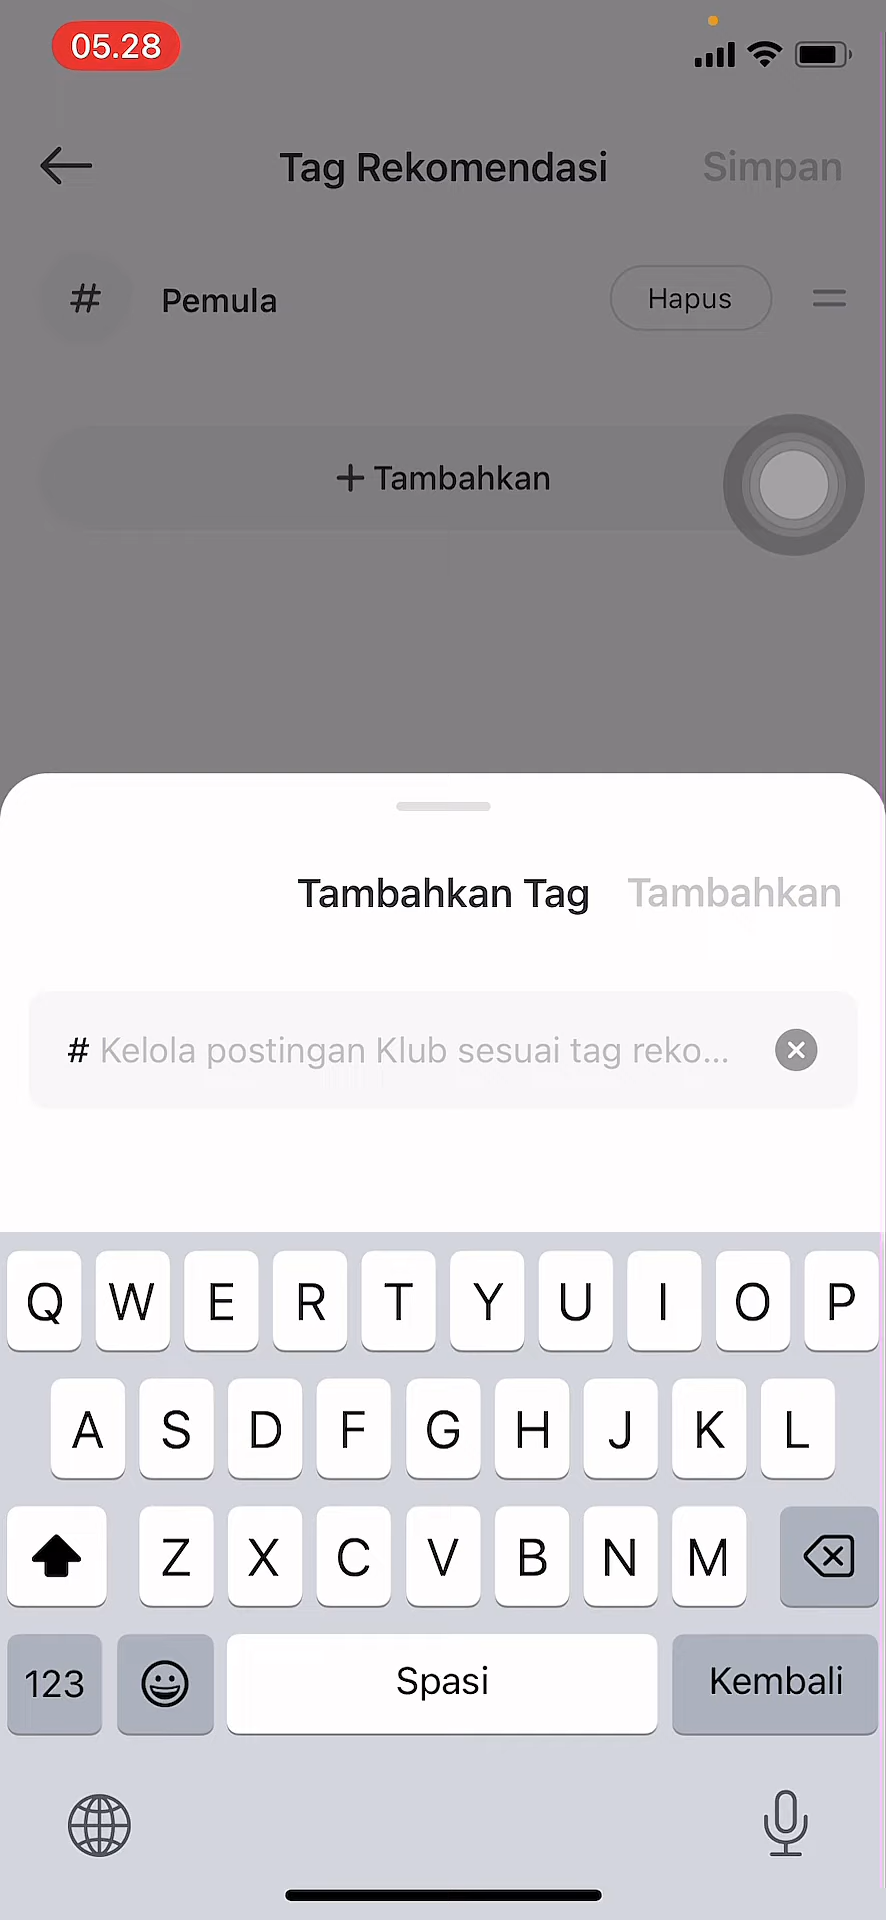 05.28
Tag Rekomendasi Simpan
# Pemula Hapus
+ Tambahkan
Tambahkan Tag Tambahkan
# Kelola postingan Klub sesuai tag reko...
Q W E R T Y U I O P
A S D F G H J K L
Z X C V B N M
123 Spasi Kembali